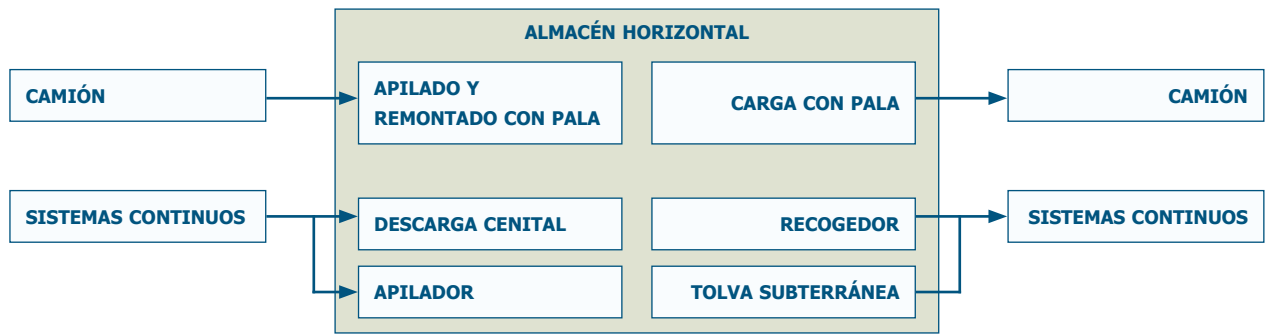 ALMACÉN HORIZONTAL
CAMIÓN
APILADO Y
REMONTADO CON PALA
CARGA CON PALA
CAMIÓN
SISTEMAS CONTINUOS
DESCARGA CENITAL
RECOGEDOR
SISTEMAS CONTINUOS
APILADOR
TOLVA SUBTERRÁNEA